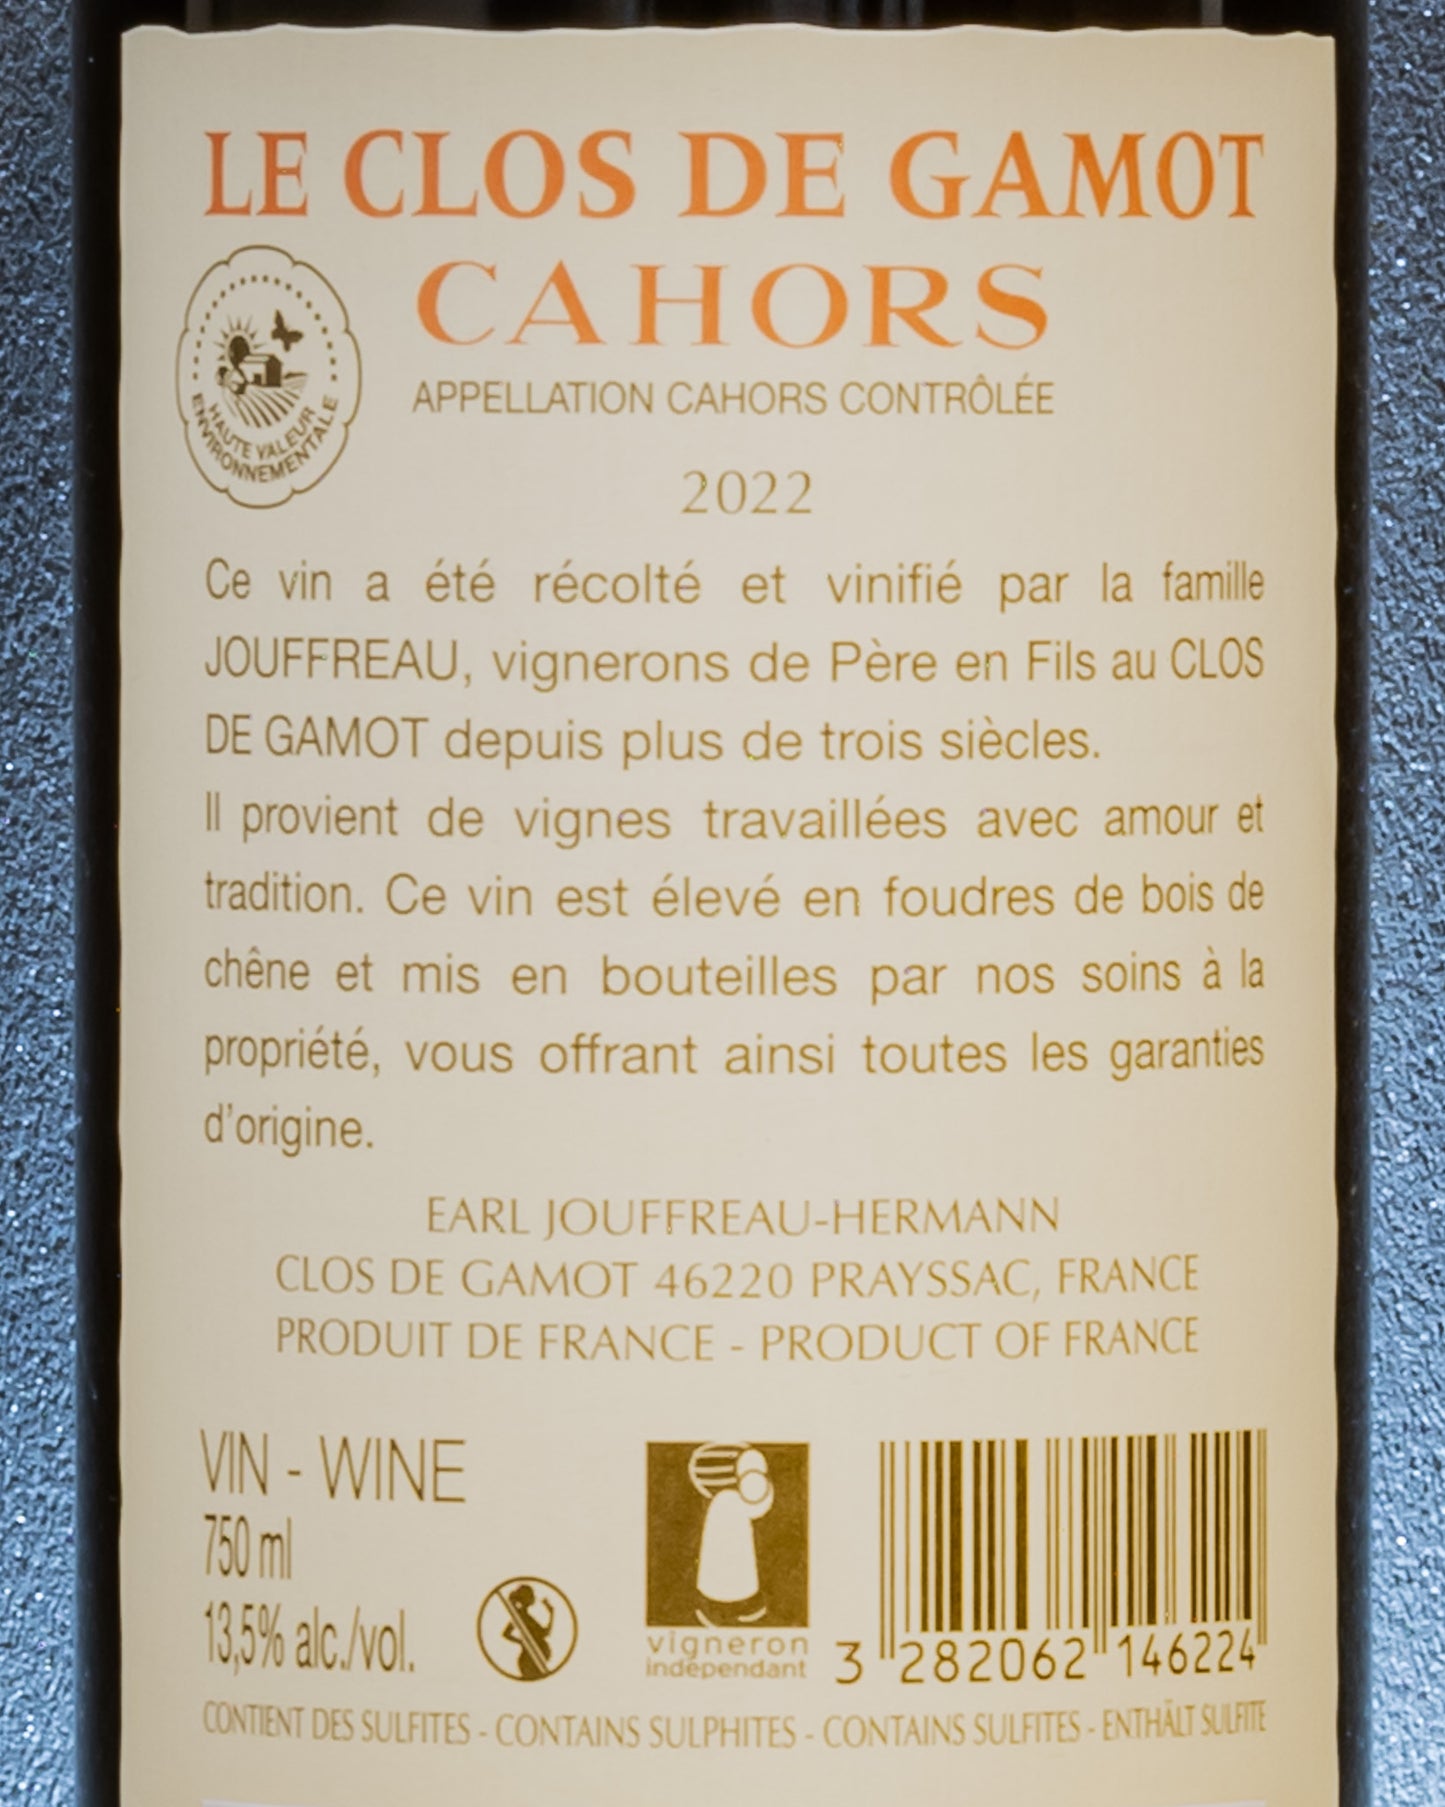 LE CLOS DE GAMOT
CAHORS
APPELLATION CAHORS CONTRÔLÉE
HAUTE VALEUR
ENVIRONNEMENTALE
2022
Ce vin a été récolté et vinifié par la famille
JOUFFREAU, vignerons de Père en Fils au CLOS
DE GAMOT depuis plus de trois siècles.
Il provient de vignes travaillées avec amour et
tradition. Ce vin est élevé en foudres de bois de
chêne et mis en bouteilles par nos soins à la
propriété, vous offrant ainsi toutes les garanties
d'origine.
EARL JOUFFREAU-HERMANN
CLOS DE GAMOT 46220 PRAYSSAC, FRANCE
PRODUIT DE FRANCE - PRODUCT OF FRANCE
VIN - WINE
750 ml
13,5% alc./vol.
vigneron
indépendant
3 282062 146224
CONTIENT DES SULFITES - CONTAINS SULPHITES - CONTAINS SULFITES - ENTHÄLT SULFITE